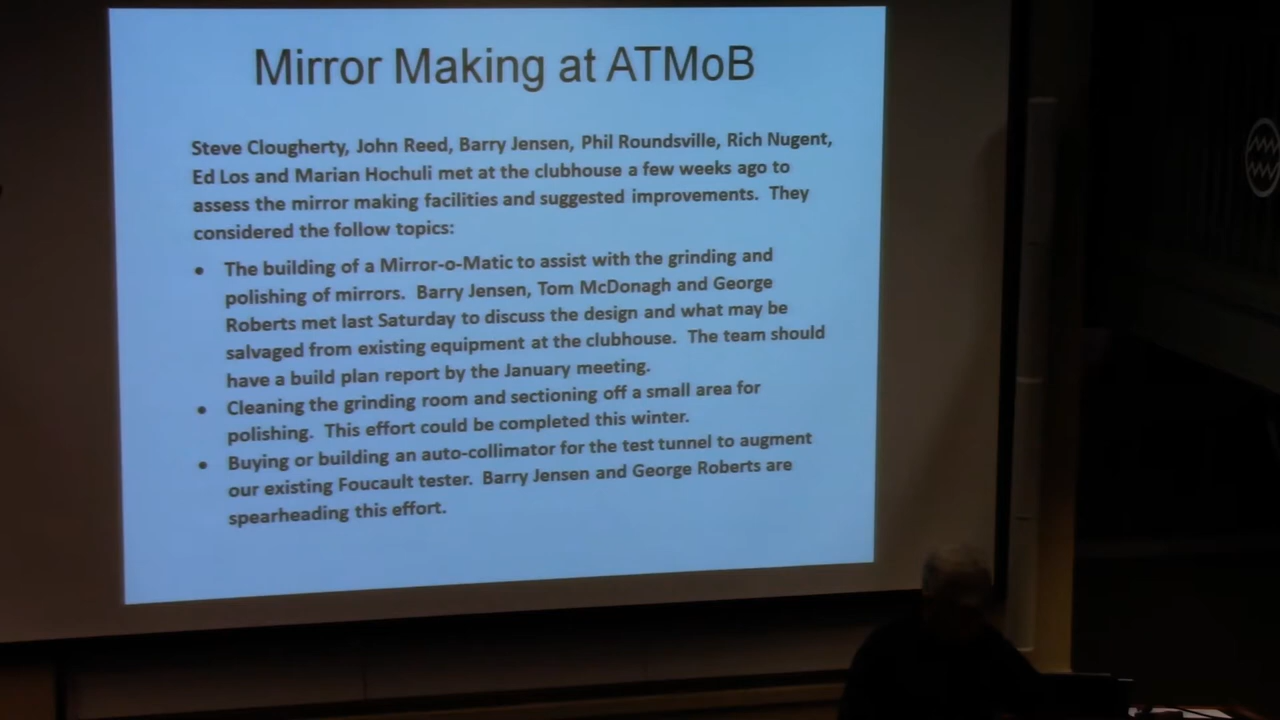 Mirror Making at ATMoB
Steve Clougherty, John Reed, Barry Jensen, Phil Roundsville, Rich Nugent,
Ed Los and Marian Hochuli met at the clubhouse a few weeks ago to
assess the mirror making facilities and suggested improvements. They
considered the follow topics:
• The building of a Mirror-o-Matic to assist with the grinding and
polishing of mirrors. Barry Jensen, Tom McDonagh and George
Roberts met last Saturday to discuss the design and what may be
salvaged from existing equipment at the clubhouse. The team should
have a build plan report by the January meeting.
• Cleaning the grinding room and sectioning off a small area for
polishing. This effort could be completed this winter.
• Buying or building an auto-collimator for the test tunnel to augment
our existing Foucault tester. Barry Jensen and George Roberts are
spearheading this effort.